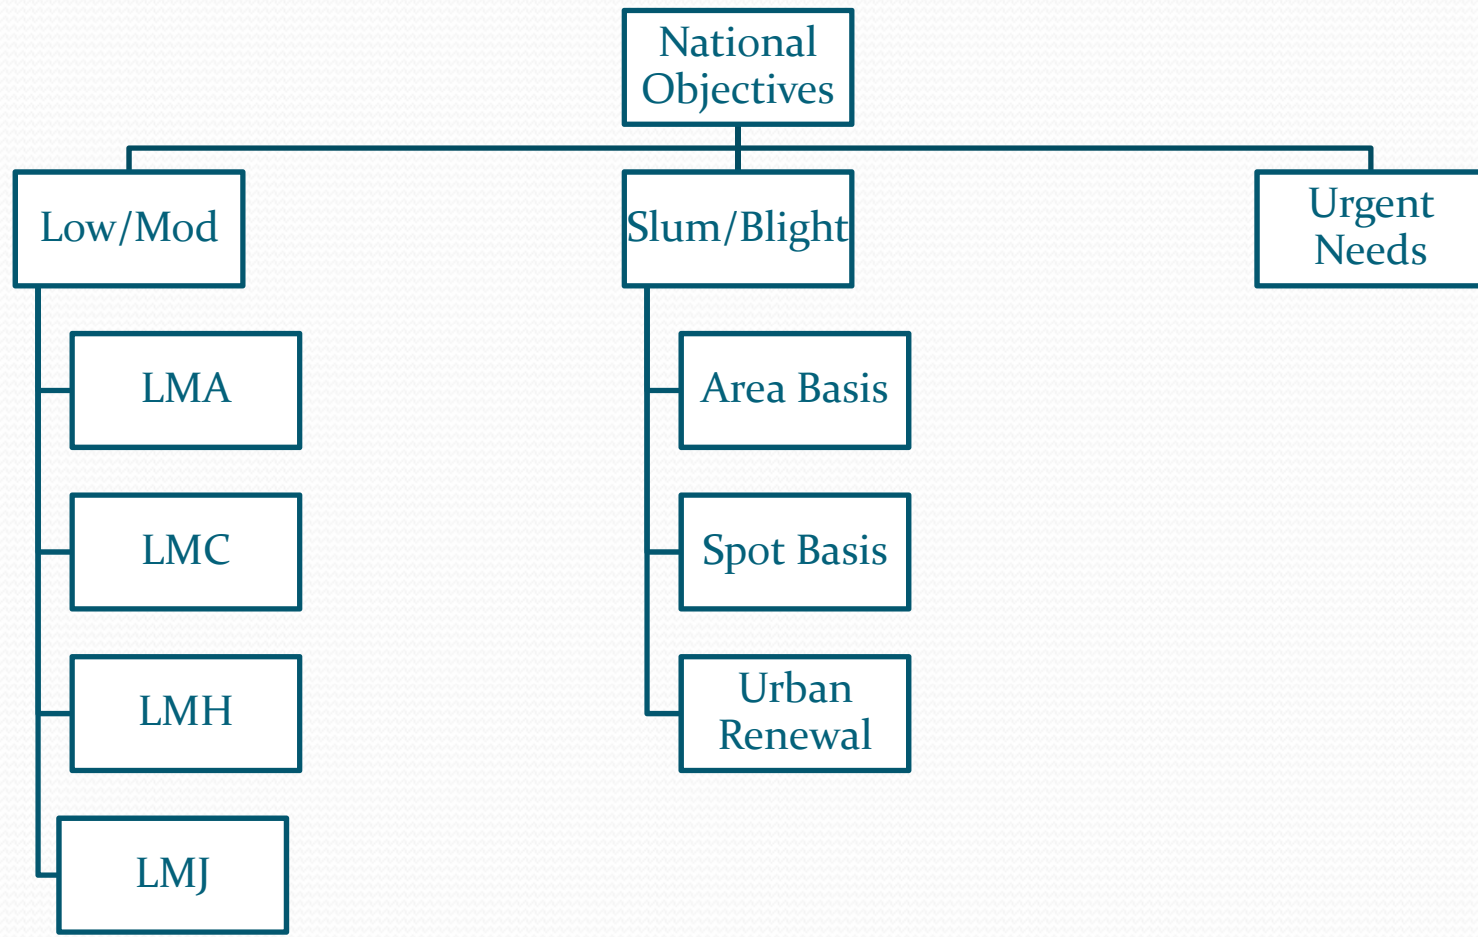 National
Objectives
Low/Mod
Slum/Blight
Urgent
Needs
LMA
LMC
LMH
LMJ
Area Basis
Spot Basis
Urban
Renewal